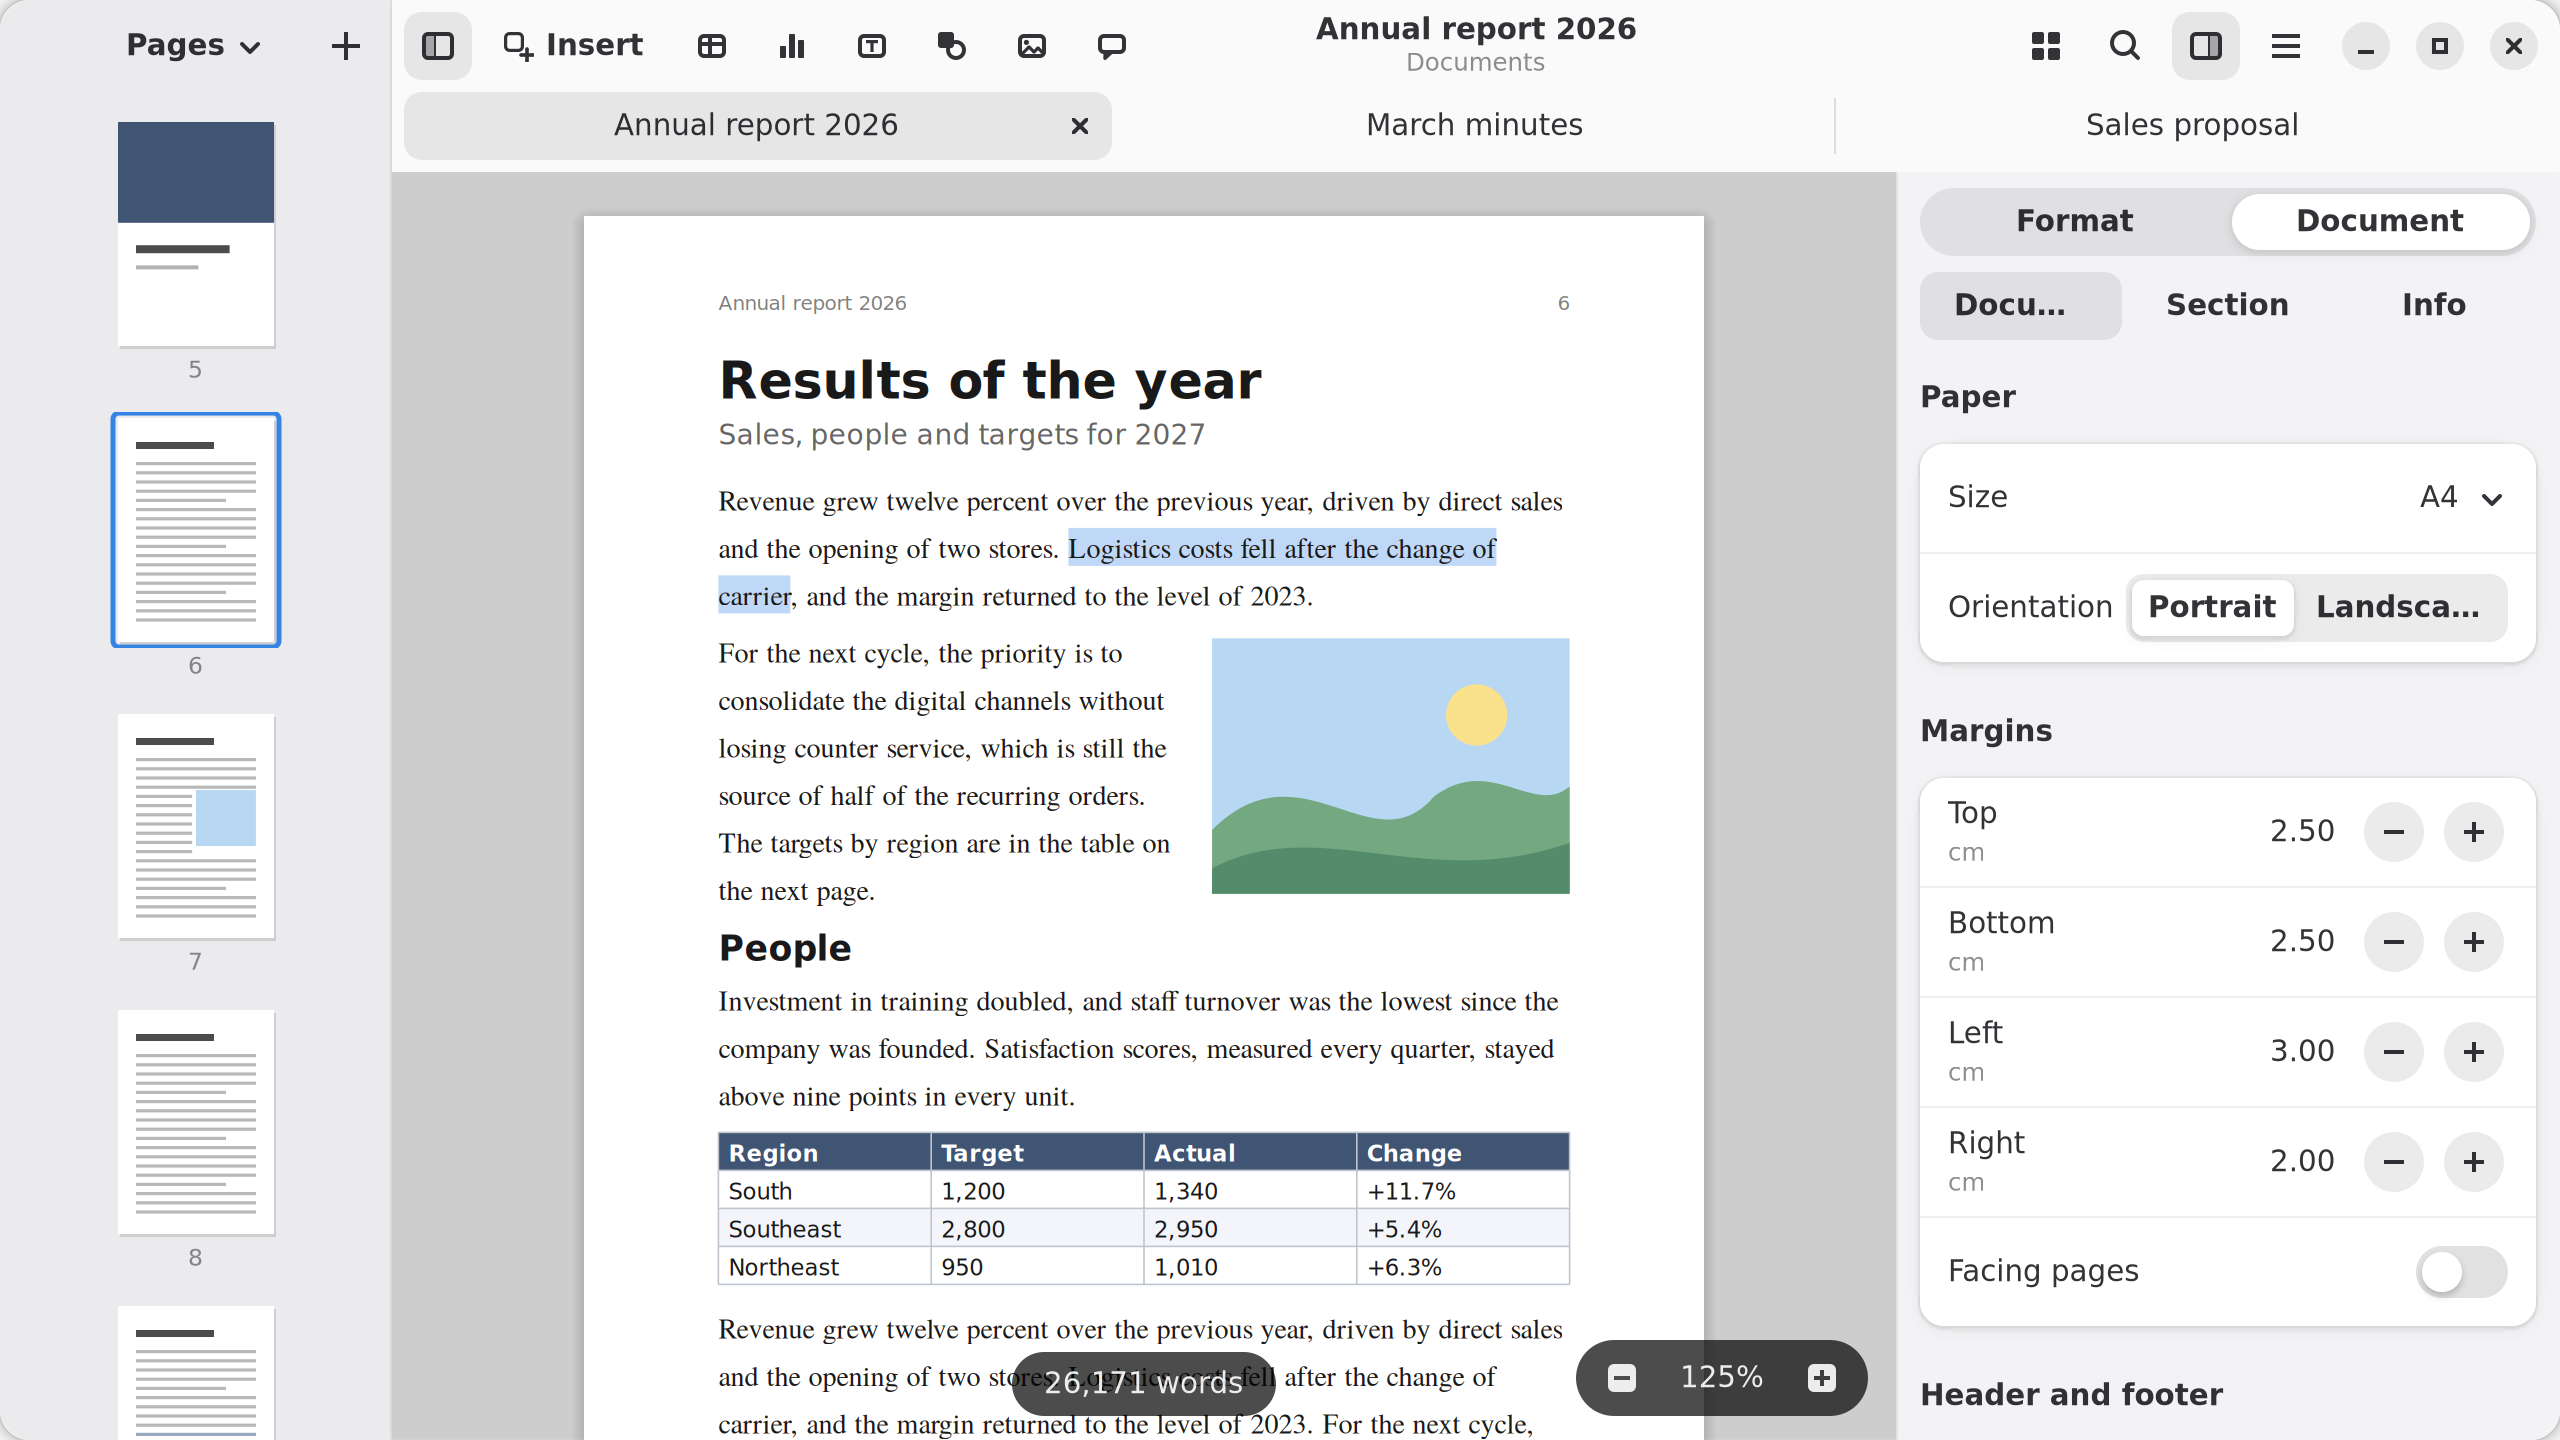 Pages
Insert
Annual report 2026
Documents
Annual report 2026
March minutes
Sales proposal
5
6
7
8
Annual report 2026
6
Results of the year
Sales, people and targets for 2027
Revenue grew twelve percent over the previous year, driven by direct sales
and the opening of two stores. Logistics costs fell after the change of
carrier, and the margin returned to the level of 2023.
For the next cycle, the priority is to
consolidate the digital channels without
losing counter service, which is still the
source of half of the recurring orders.
The targets by region are in the table on
the next page.
People
Investment in training doubled, and staff turnover was the lowest since the
company was founded. Satisfaction scores, measured every quarter, stayed
above nine points in every unit.
Region Target Actual Change
South 1,200 1,340 +11.7%
Southeast 2,800 2,950 +5.4%
Northeast 950 1,010 +6.3%
Revenue grew twelve percent over the previous year, driven by direct sales
and the opening of two stores. Logistics costs fell after the change of
carrier, and the margin returned to the level of 2023. For the next cycle,
26,171 words
125%
Format
Document
Docu...
Section
Info
Paper
Size
A4
Orientation
Portrait
Landsca...
Margins
Top
cm
2.50
Bottom
cm
2.50
Left
cm
3.00
Right
cm
2.00
Facing pages
Header and footer